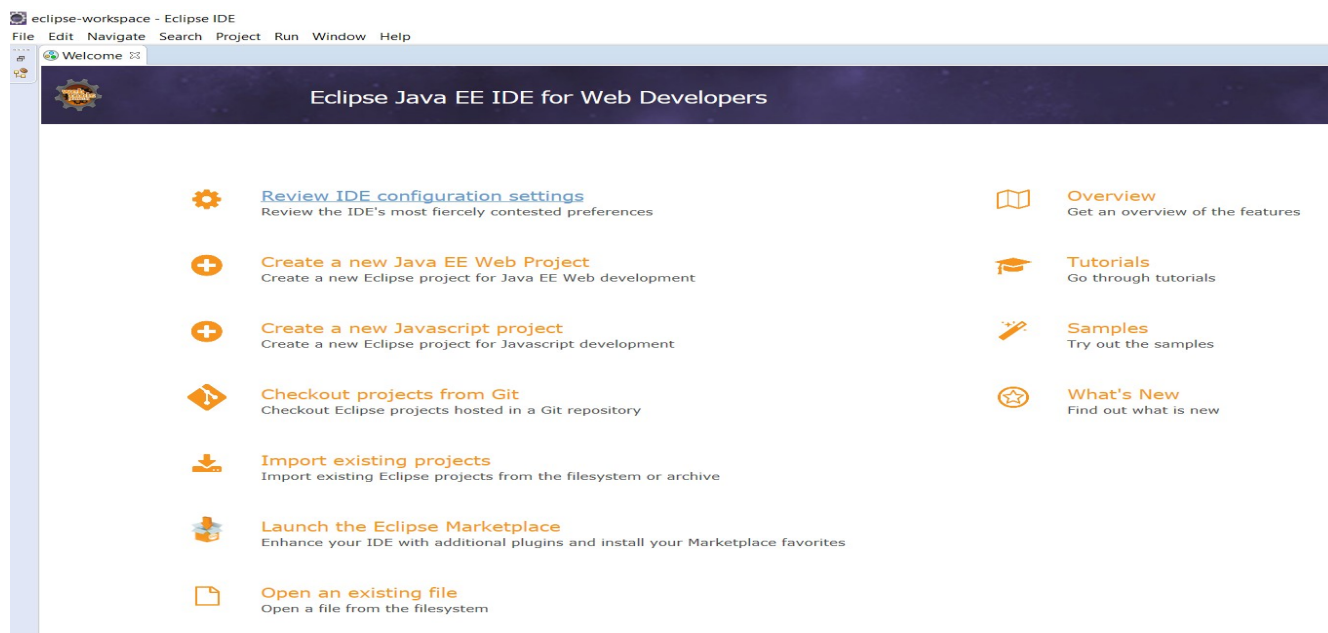 eclipse-workspace - Eclipse IDE
File Edit Navigate Search Project Run Window Help
Welcome
Eclipse Java EE IDE for Web Developers
Review IDE configuration settings
Review the IDE's most fiercely contested preferences
Create a new Java EE Web Project
Create a new Eclipse project for Java EE Web development
Create a new Javascript project
Create a new Eclipse project for Javascript development
Checkout projects from Git
Checkout Eclipse projects hosted in a Git repository
Import existing projects
Import existing Eclipse projects from the filesystem or archive
Launch the Eclipse Marketplace
Enhance your IDE with additional plugins and install your Marketplace favorites
Open an existing file
Open a file from the filesystem
Overview
Get an overview of the features
Tutorials
Go through tutorials
Samples
Try out the samples
What's New
Find out what is new